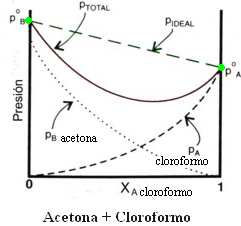 p°B
pTOTAL
pIDEAL
p°A
Presión
pB acetona
pA
cloroformo
0
XA cloroformo
1
Acetona + Cloroformo